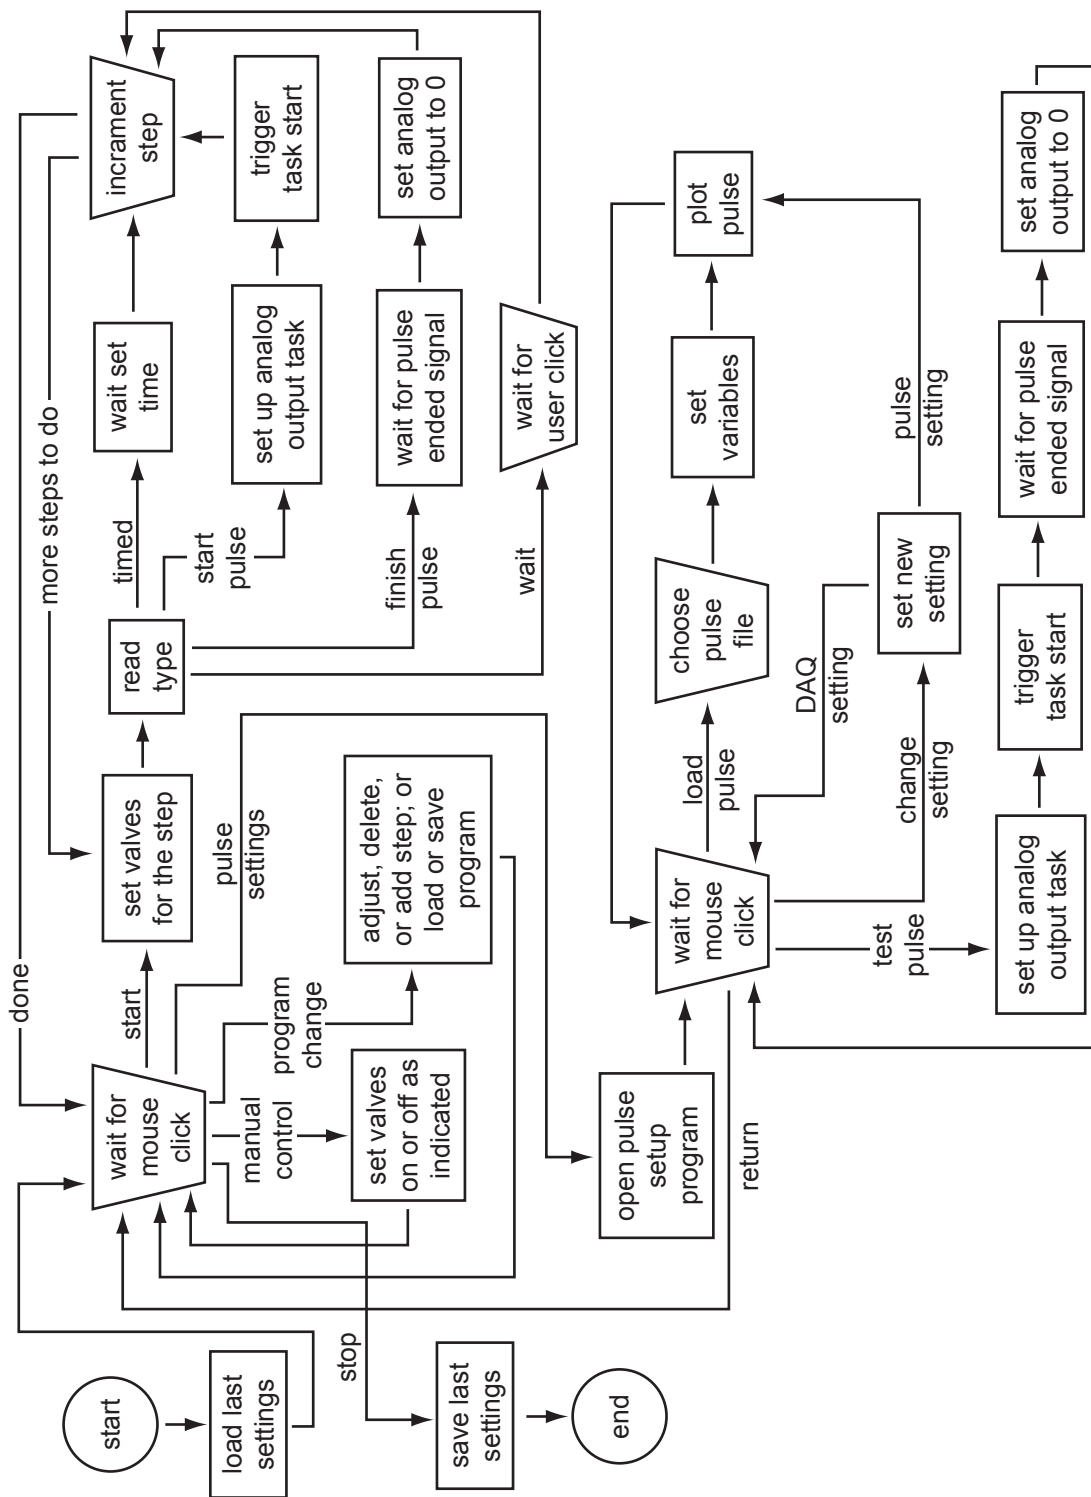 start
load last
settings
wait for
mouse
click
done
start
set valves
for the step
more steps to do
read
type
timed
wait set
time
incrament
step
start
pulse
set up analog
output task
trigger
task start
finish
pulse
wait for pulse
ended signal
set analog
output to 0
wait
wait for
user click
pulse
settings
program
change
adjust, delete,
or add step; or
load or save
program
manual
control
set valves
on or off as
indicated
stop
save last
settings
end
open pulse
setup
program
return
wait for
mouse
click
load
pulse
choose
pulse
file
set
variables
plot
pulse
DAQ
setting
change
setting
set new
setting
pulse
setting
test
pulse
set up analog
output task
trigger
task start
wait for pulse
ended signal
set analog
output to 0